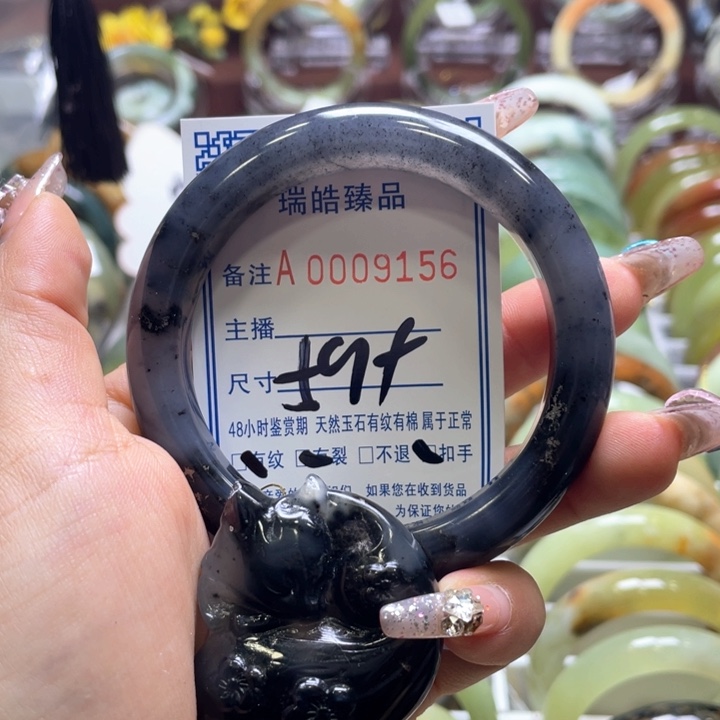 瑞皓臻品
备注A 0009156
主播
尺寸
48小时鉴赏期 天然玉石有纹有棉属于正常
□有纹 □有裂 □不退 □扣手
如果您在收到货品
为保证您